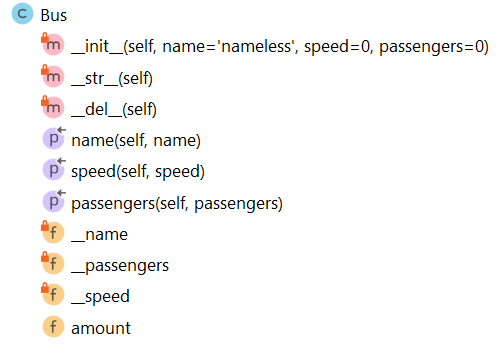 C Bus
m __init__(self, name='nameless', speed=0, passengers=0)
m __str__(self)
m __del__(self)
p name(self, name)
p speed(self, speed)
p passengers(self, passengers)
f __name
f __passengers
f __speed
f amount